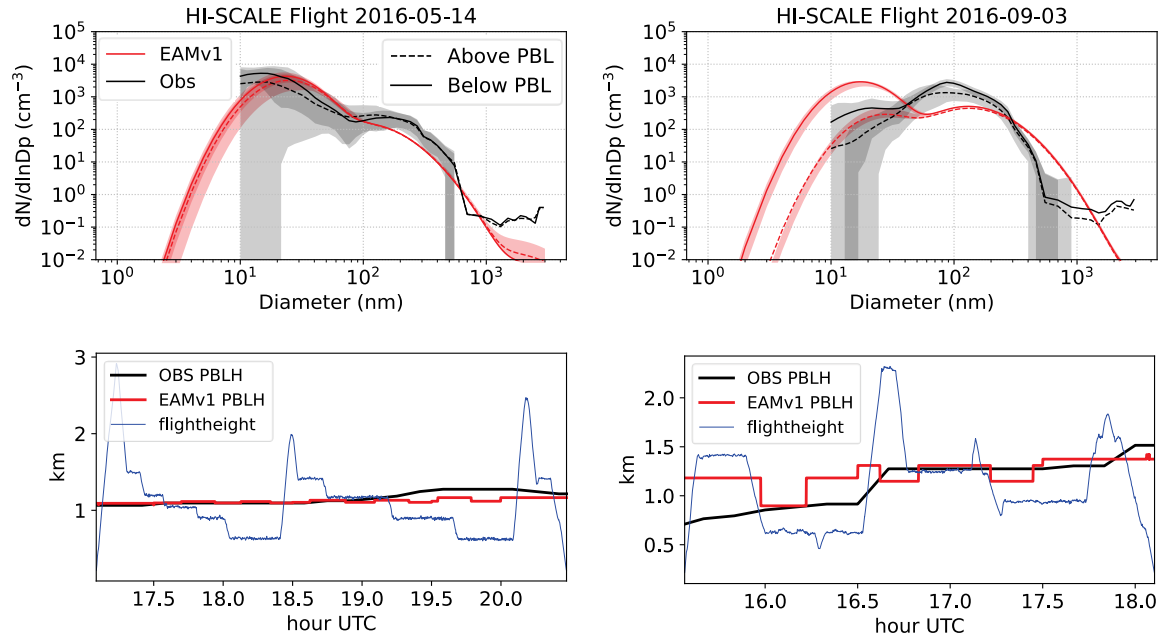 HI-SCALE Flight 2016-05-14
10^5
10^4
10^3
10^2
10^1
10^0
10^-1
10^-2
dN/dlnDp (cm^-3)
EAMv1
Obs
Above PBL
Below PBL
10^0 10^1 10^2 10^3
Diameter (nm)
HI-SCALE Flight 2016-09-03
10^5
10^4
10^3
10^2
10^1
10^0
10^-1
10^-2
dN/dlnDp (cm^-3)
10^0 10^1 10^2 10^3
Diameter (nm)
3
2
1
km
OBS PBLH
EAMv1 PBLH
flightheight
17.5 18.0 18.5 19.0 19.5 20.0
hour UTC
2.0
1.5
1.0
0.5
km
OBS PBLH
EAMv1 PBLH
flightheight
16.0 16.5 17.0 17.5 18.0
hour UTC